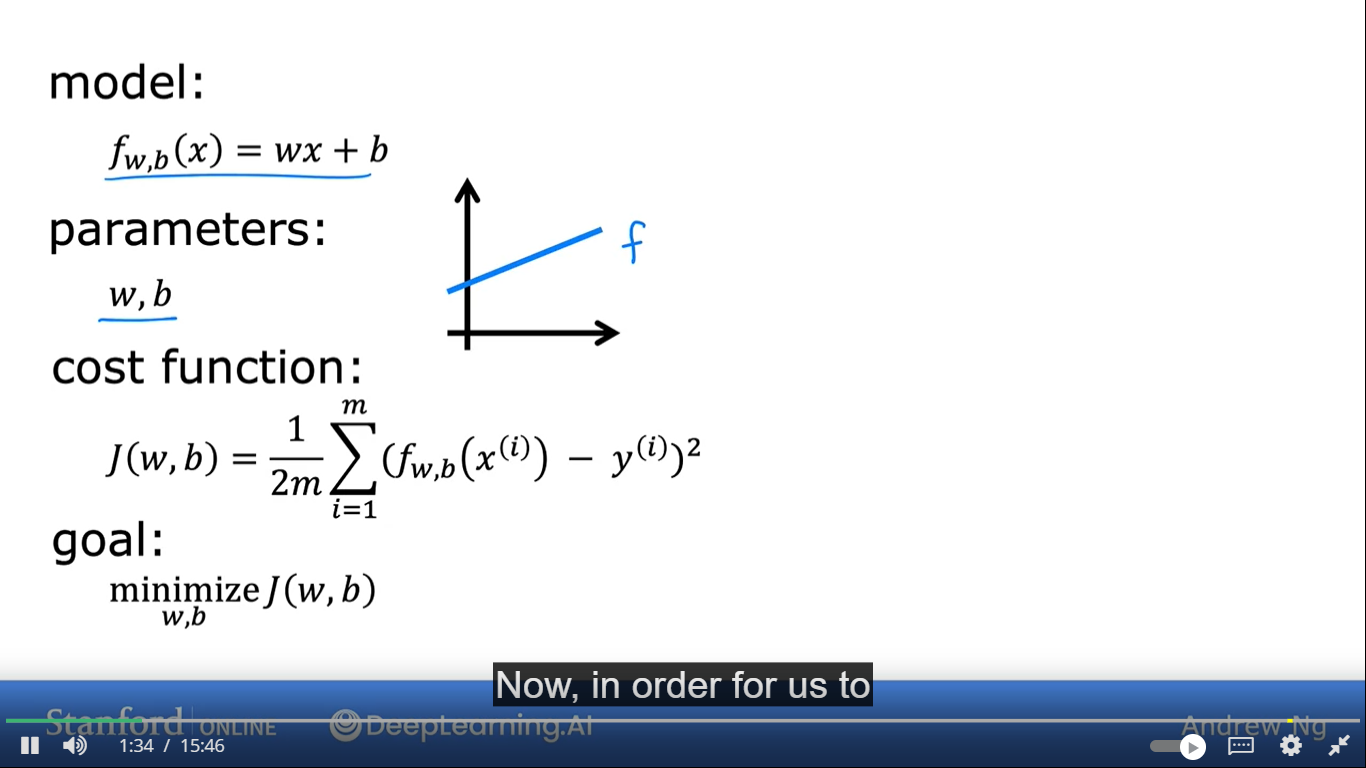 model:
f_{w,b}(x) = wx + b
parameters:
w, b
f
cost function:
J(w, b) = \frac{1}{2m} \sum_{i=1}^{m} (f_{w,b}(x^{(i)}) - y^{(i)})^2
goal:
\underset{w,b}{minimize} J(w, b)
Now, in order for us to
Stanford | ONLINE DeepLearning.AI Andrew Ng
1:34 / 15:46